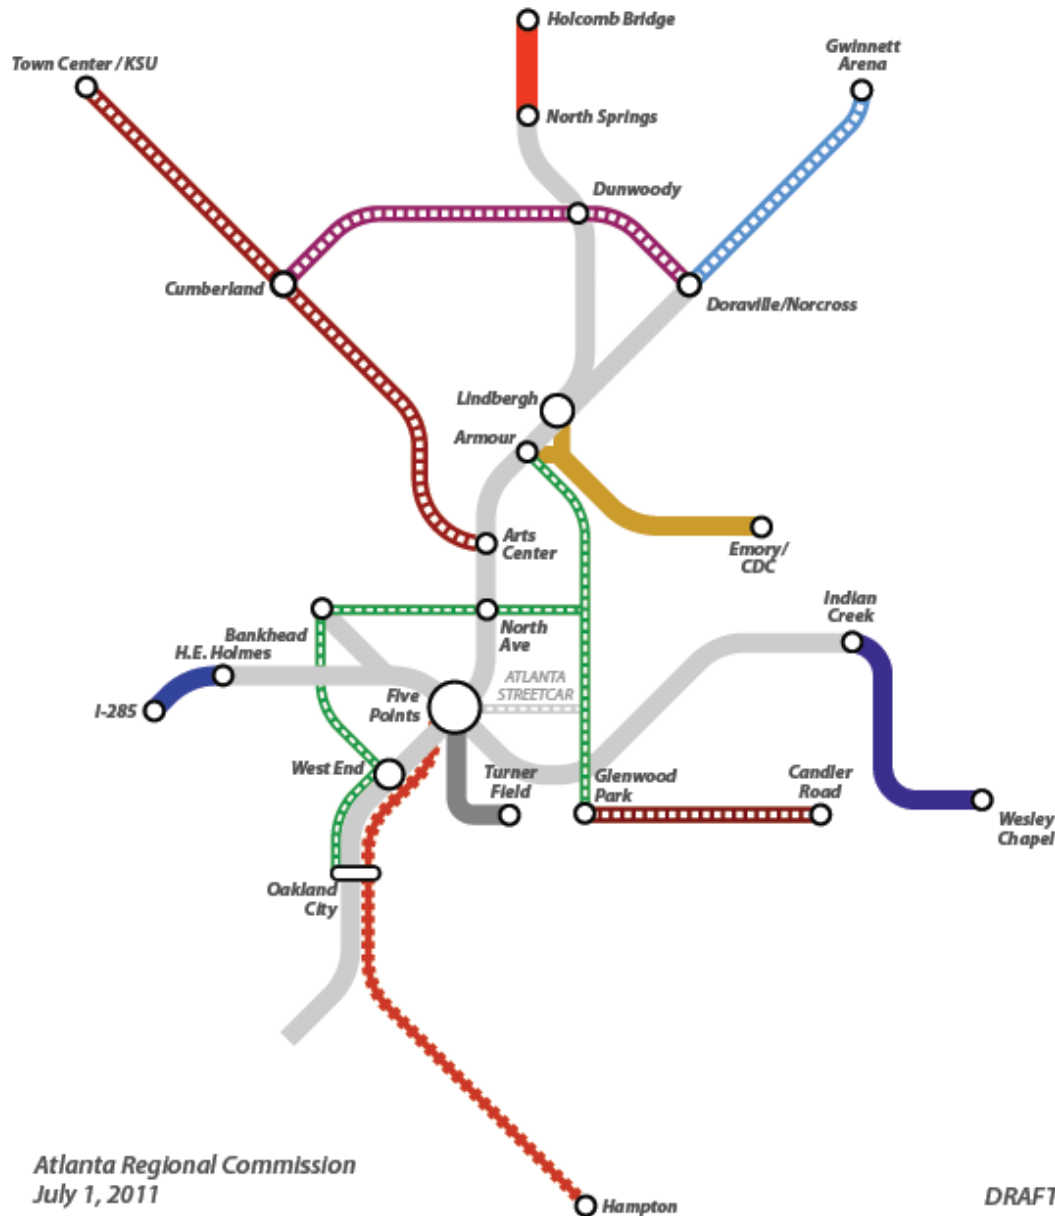 Holcomb Bridge
Town Center / KSU
Gwinnett
Arena
North Springs
Dunwoody
Cumberland
Doraville/Norcross
Lindbergh
Armour
Arts
Center
Emory/
CDC
Indian
Creek
Bankhead
North
Ave
H.E. Holmes
ATLANTA
STREETCAR
I-285
Five
Points
West End
Turner
Field
Glenwood
Park
Candler
Road
Wesley
Chapel
Oakland
City
Atlanta Regional Commission
July 1, 2011
Hampton
DRAFT